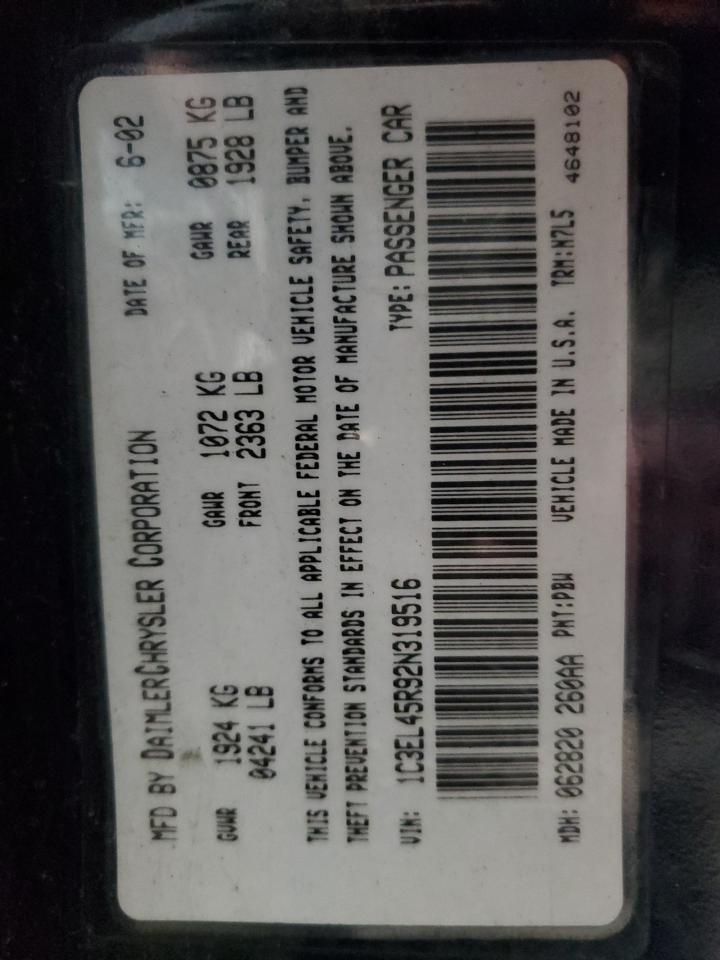 MFD BY DAIMLERCHRYSLER CORPORATION DATE OF MFR: 6-02
GVWR 1924 KG GAWR 1072 KG GAWR 0875 KG
04241 LB FRONT 2363 LB REAR 1928 LB
THIS VEHICLE CONFORMS TO ALL APPLICABLE FEDERAL MOTOR VEHICLE SAFETY, BUMPER AND
THEFT PREVENTION STANDARDS IN EFFECT ON THE DATE OF MANUFACTURE SHOWN ABOVE.
VIN: 1C3EL45R92N319516 TYPE: PASSENGER CAR
MDH: 062820 260AA PNT:PBW VEHICLE MADE IN U.S.A. TRM:N7L5 4648102